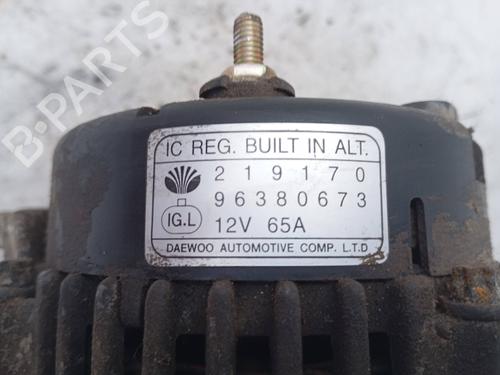 B-PARTS
IC REG. BUILT IN ALT.
219170
96380673
IG.L 12V 65A
DAEWOO AUTOMOTIVE COMP. L.T.D